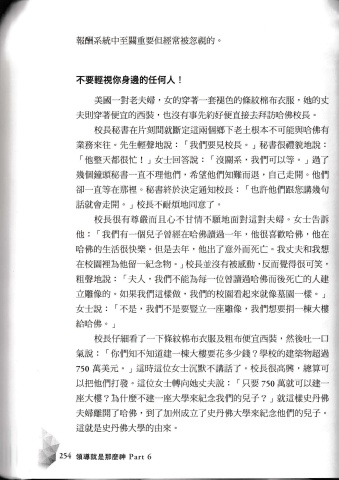 報酬系統中至關重要但經常被忽視的。
不要輕視你身邊的任何人！
美國一對老夫婦，女的穿著一套褪色的條紋棉布衣服，她的丈
夫則穿著便宜的西裝，也沒有事先約好便直接去拜訪哈佛校長。
校長秘書在片刻間就斷定這兩個鄉下老土根本不可能與哈佛有
業務來往。先生輕聲地說：「我們要見校長。」秘書很禮貌地說：
「他整天都很忙！」女士回答說：「沒關係，我們可以等。」過了
幾個鐘頭秘書一直不理他們，希望他們知難而退，自己走開。他們
卻一直等在那裡。秘書終於決定通知校長：「也許他們跟您講幾句
話就會走開。」校長不耐煩地同意了。
校長很有尊嚴而且心不甘情不願地面對這對夫婦。女士告訴
他：「我們有一個兒子曾經在哈佛讀過一年，他很喜歡哈佛，他在
哈佛的生活很快樂。但是去年，他出了意外而死亡。我丈夫和我想
在校園裡為他留一紀念物。」校長並沒有被感動，反而覺得很可笑，
粗聲地說：「夫人，我們不能為每一位曾讀過哈佛而後死亡的人建
立雕像的。如果我們這樣做，我們的校園看起來就像墓園一樣。」
女士說：「不是，我們不是要豎立一座雕像，我們想要捐一棟大樓
給哈佛。」
校長仔細看了一下條紋棉布衣服及粗布便宜西裝，然後吐一口
氣說：「你們知不知道建一棟大樓要花多少錢？學校的建築物超過
750 萬美元。」這時這位女士沉默不講話了。校長很高興，總算可
以把他們打發。這位女士轉向她丈夫說：「只要 750 萬就可以建一
座大樓？為什麼不建一座大學來紀念我們的兒子？」就這樣史丹佛
夫婦離開了哈佛，到了加州成立了史丹佛大學來紀念他們的兒子。
這就是史丹佛大學的由來。
254 領導就是那麼神 Part 6